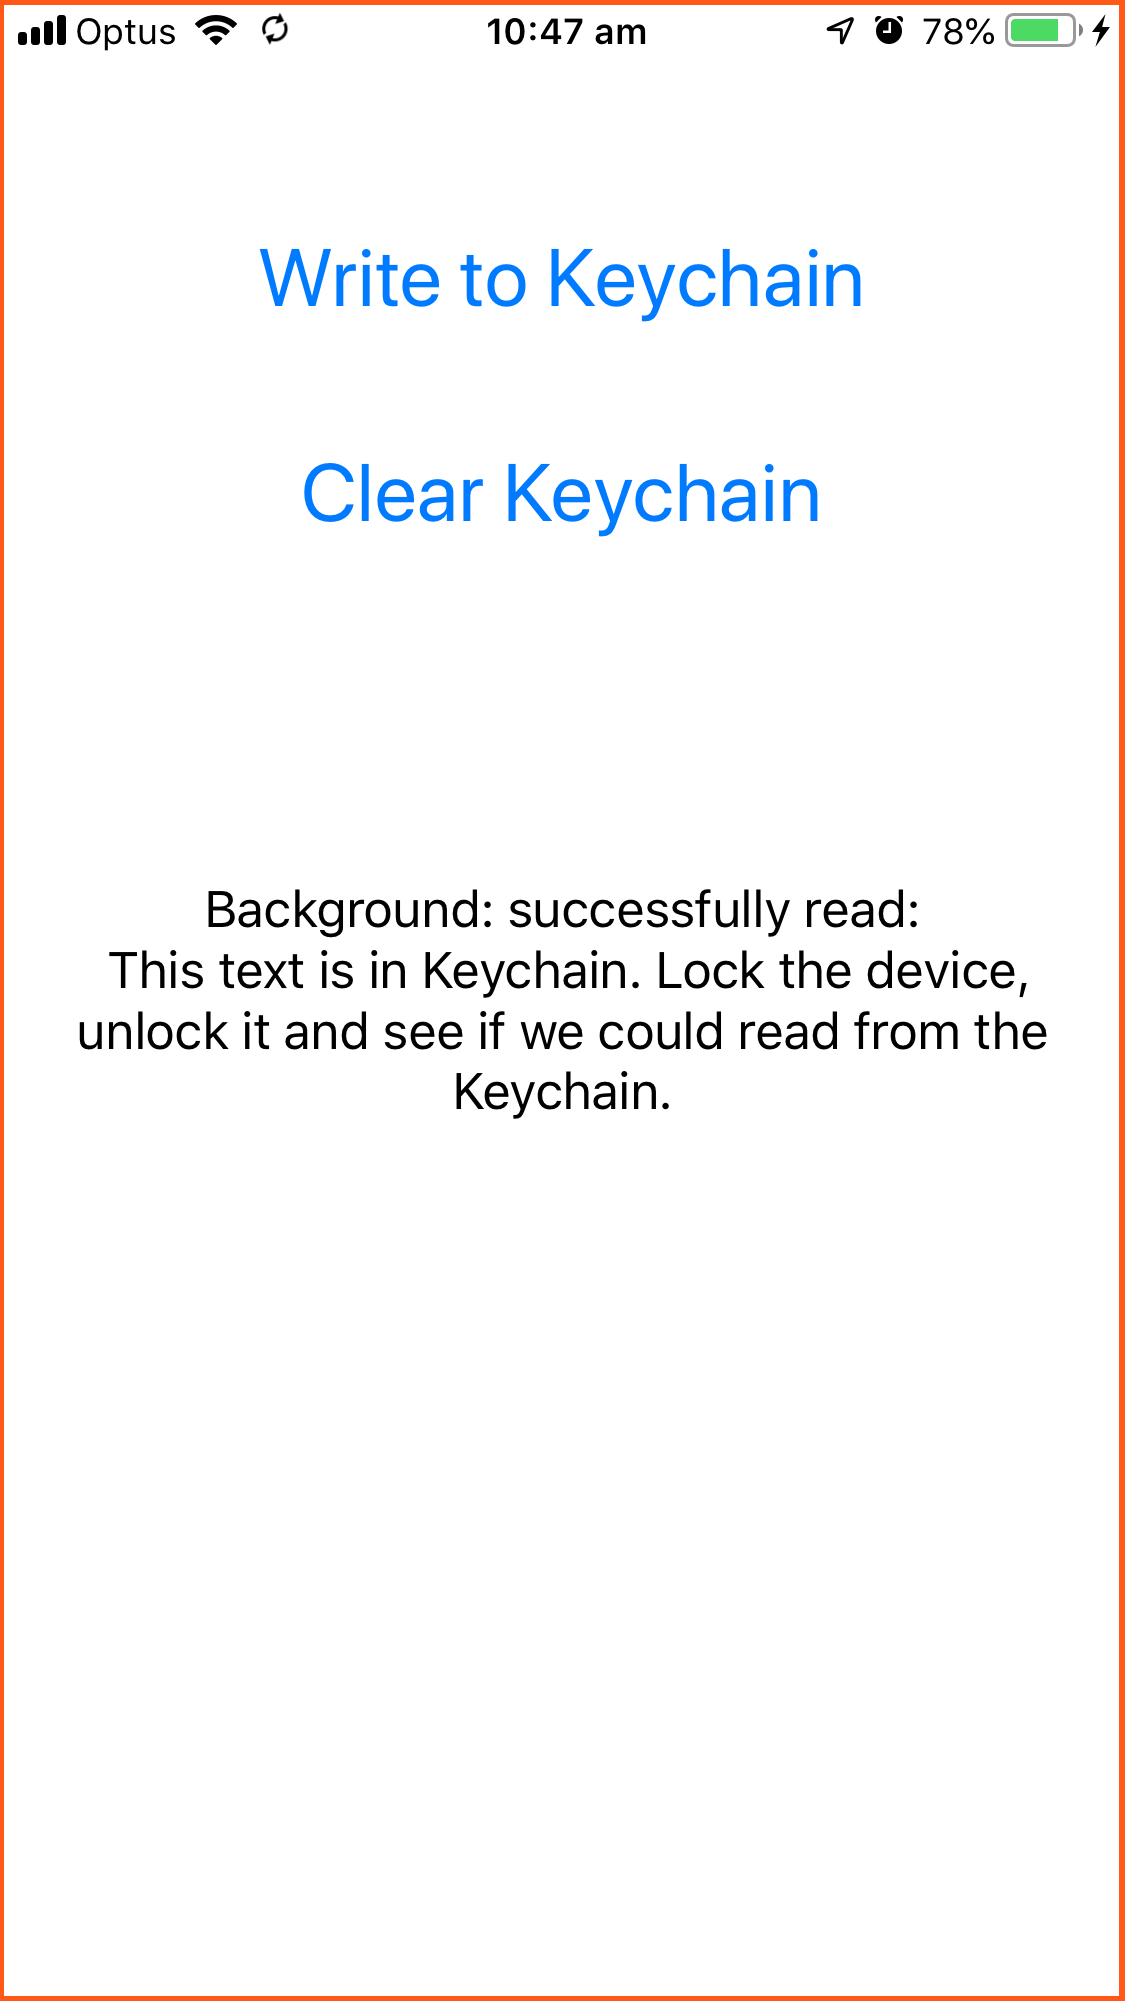 Optus 10:47 am 78%
Write to Keychain
Clear Keychain
Background: successfully read:
This text is in Keychain. Lock the device,
unlock it and see if we could read from the
Keychain.